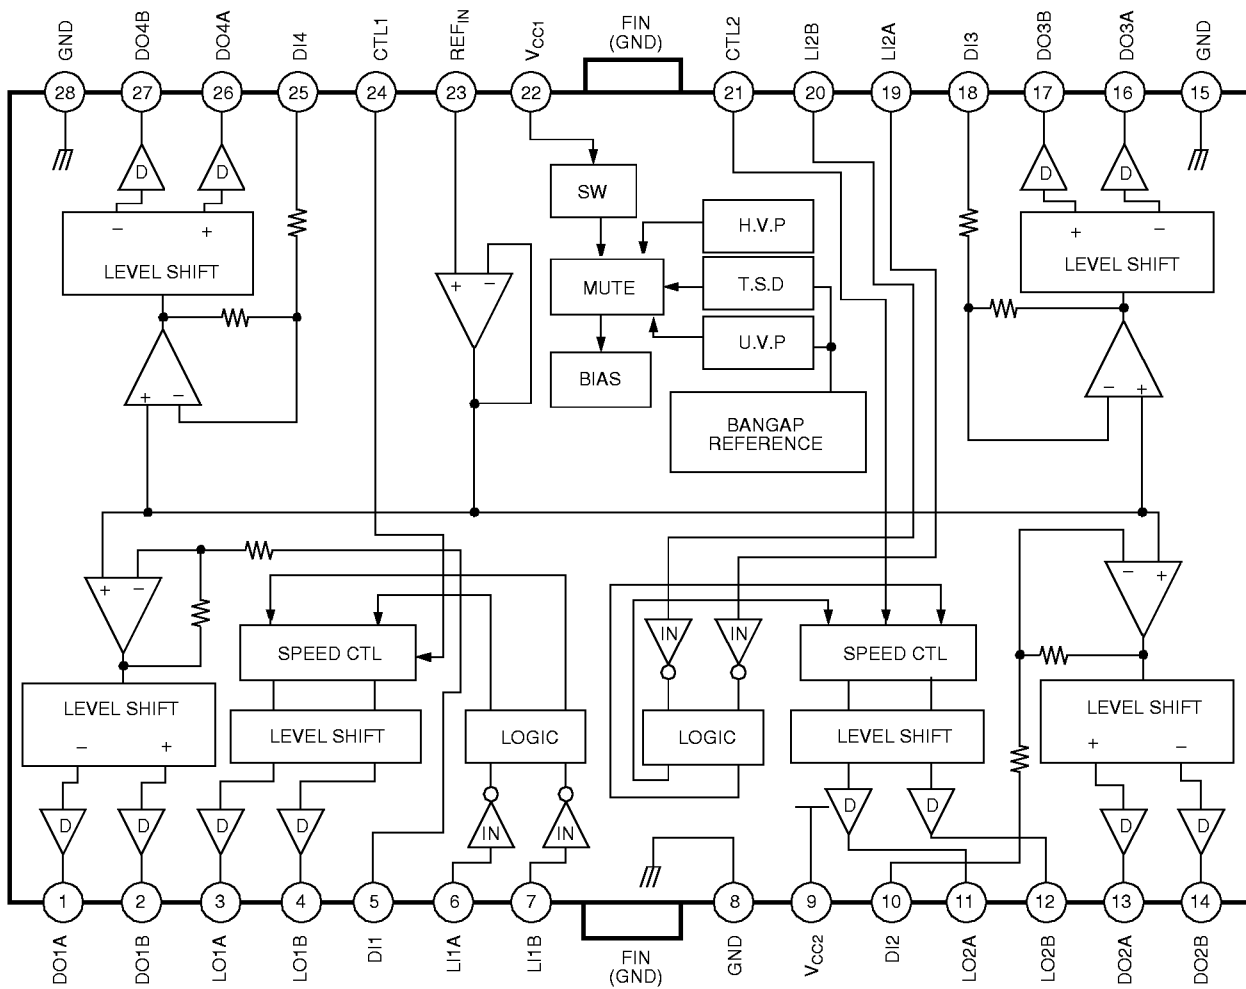 GND
DO4B
DO4A
DI4
CTL1
REFIN
VCC1
FIN
(GND)
CTL2
LI2B
LI2A
DI3
DO3B
DO3A
GND
28
27
26
25
24
23
22
21
20
19
18
17
16
15
D
D
D
D
SW
H.V.P
− +
LEVEL SHIFT
+ −
LEVEL SHIFT
+ −
MUTE
T.S.D
U.V.P
BIAS
+ −
− +
BANGAP
REFERENCE
+ −
− +
IN
IN
SPEED CTL
SPEED CTL
LEVEL SHIFT
− +
LEVEL SHIFT
LOGIC
LOGIC
LEVEL SHIFT
LEVEL SHIFT
+ −
D
D
D
D
IN
IN
D
D
D
D
1
2
3
4
5
6
7
8
9
10
11
12
13
14
DO1A
DO1B
LO1A
LO1B
DI1
LI1A
LI1B
FIN
(GND)
GND
VCC2
DI2
LO2A
LO2B
DO2A
DO2B